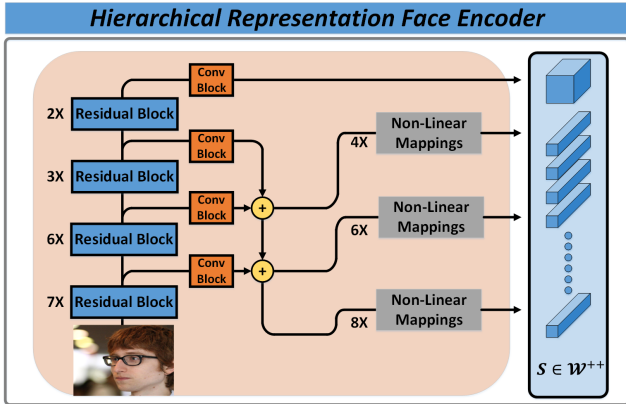 Hierarchical Representation Face Encoder
Conv
Block
2X
Residual Block
Conv
Block
4X
Non-Linear
Mappings
3X
Residual Block
Conv
Block
+
6X
Residual Block
6X
Non-Linear
Mappings
Conv
Block
+
7X
Residual Block
8X
Non-Linear
Mappings
S ∈ 𝒲⁺⁺